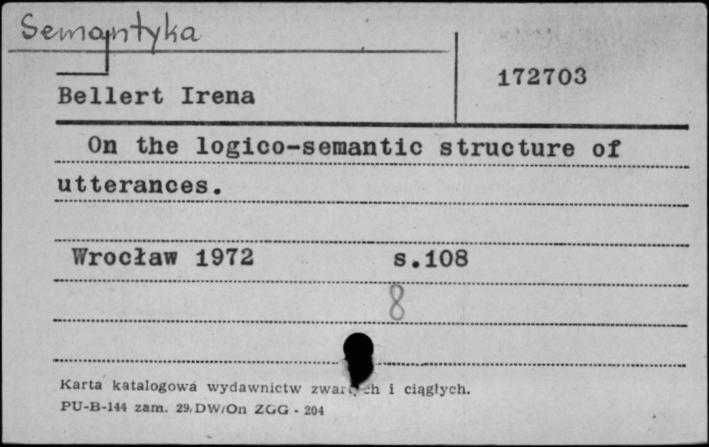 Semantyka
172703
Bellert Irena
On the logico-semantic structure of
utterances.
Wrocław 1972 s.108
8
Karta katalogowa wydawnictw zwartych i ciągłych.
PU-B-144 zam. 29/DW/On ZGG - 204